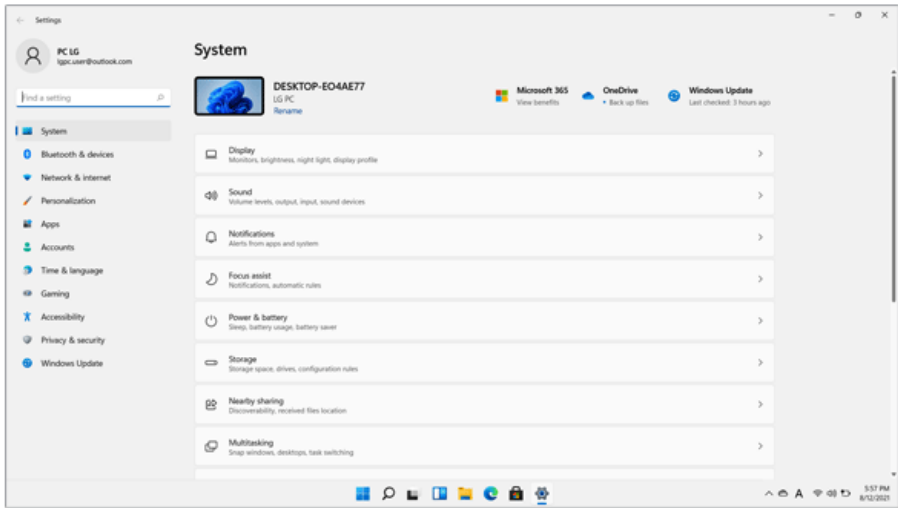 Settings
PC LG
lgpc.user@outlook.com
Find a setting
System
Bluetooth & devices
Network & internet
Personalization
Apps
Accounts
Time & language
Gaming
Accessibility
Privacy & security
Windows Update
System
DESKTOP-EO4AE77
LG PC
Rename
Microsoft 365
View benefits
OneDrive
• Back up files
Windows Update
Last checked: 3 hours ago
Display
Monitors, brightness, night light, display profile
Sound
Volume levels, output, input, sound devices
Notifications
Alerts from apps and system
Focus assist
Notifications, automatic rules
Power & battery
Sleep, battery usage, battery saver
Storage
Storage space, drives, configuration rules
Nearby sharing
Discoverability, received files location
Multitasking
Snap windows, desktops, task switching
A
5:57 PM
8/12/2021